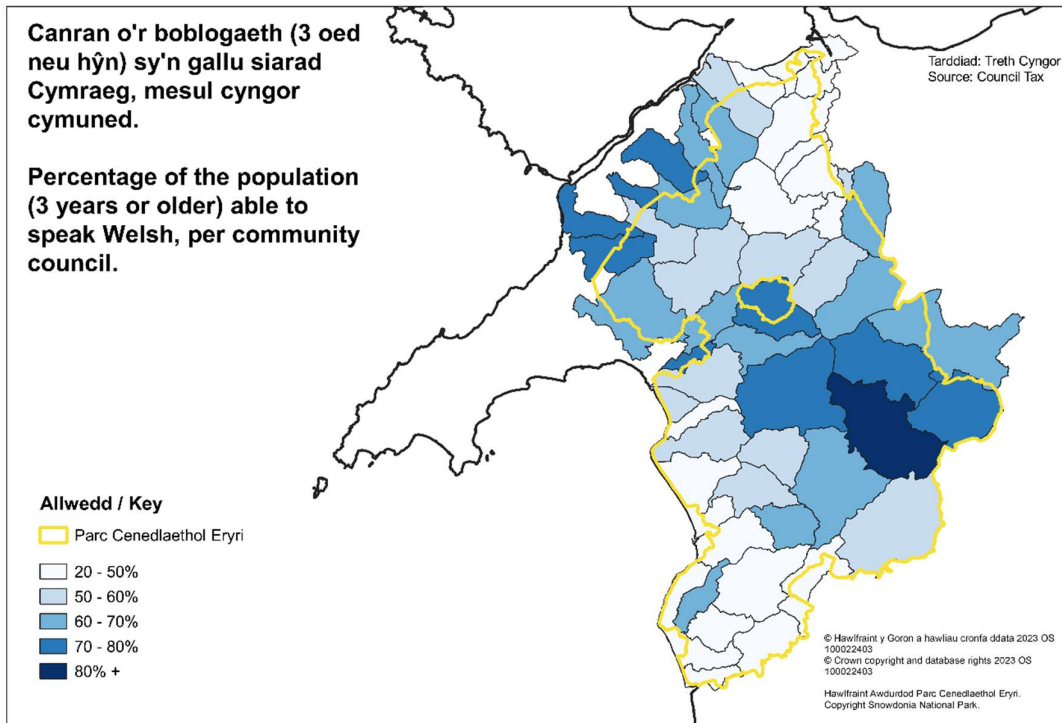 Canran o'r boblogaeth (3 oed
neu hŷn) sy'n gallu siarad
Cymraeg, mesul cyngor
cymuned.
Percentage of the population
(3 years or older) able to
speak Welsh, per community
council.
Tarddiad: Treth Cyngor
Source: Council Tax
Allwedd / Key
Parc Cenedlaethol Eryri
20 - 50%
50 - 60%
60 - 70%
70 - 80%
80% +
© Hawlfraint y Goron a hawliau cronfa ddata 2023 OS
100022403
© Crown copyright and database rights 2023 OS
100022403
Hawlfraint Awdurdod Parc Cenedlaethol Eryri.
Copyright Snowdonia National Park.